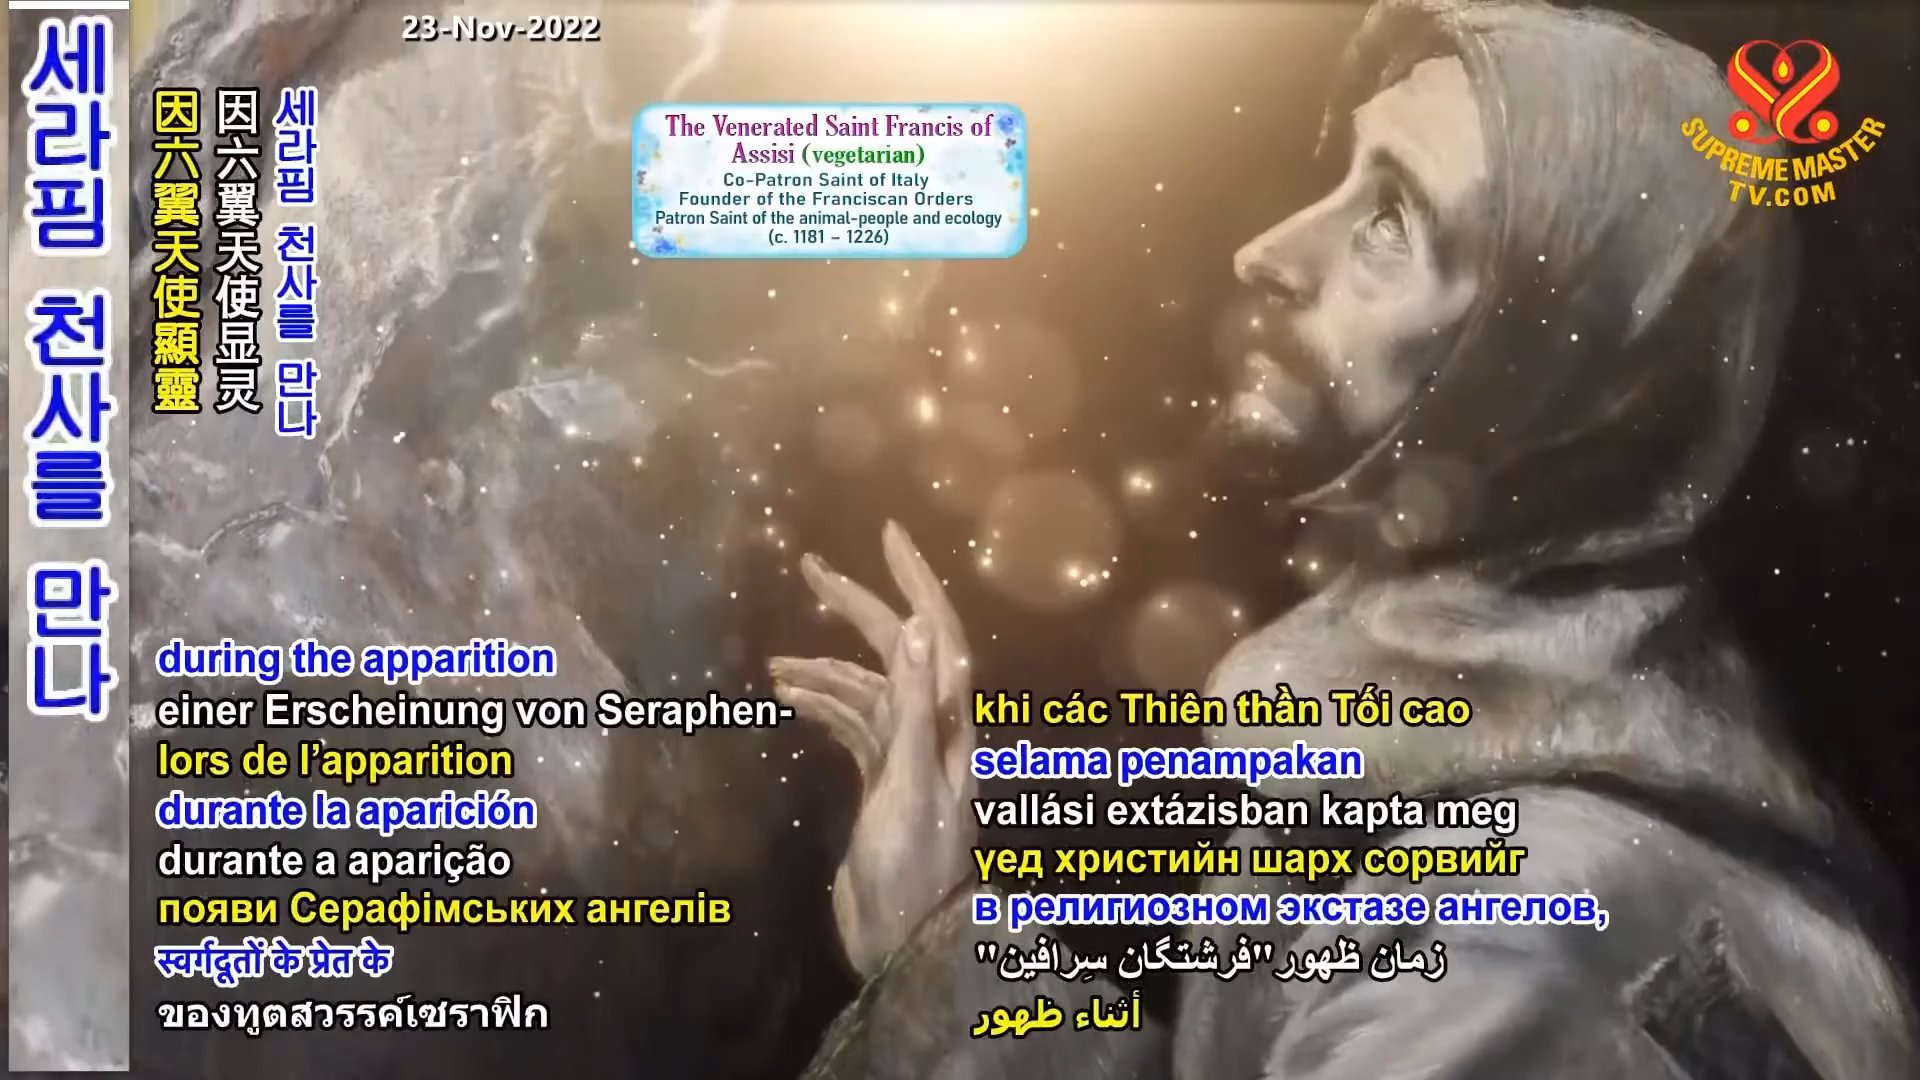 23-Nov-2022
세라핌 천사를 만나
因六翼天使顯靈
因六翼天使显灵
세라핌 천사를 만나
The Venerated Saint Francis of
Assisi (vegetarian)
Co-Patron Saint of Italy
Founder of the Franciscan Orders
Patron Saint of the animal-people and ecology
(c. 1181 – 1226)
SUPREME MASTER
TV.COM
during the apparition
einer Erscheinung von Seraphen-
lors de l’apparition
durante la aparición
durante a aparição
появи Серафімських ангелів
स्वर्गदूतों के प्रेत के
ของทูตสวรรค์เซราฟิก
khi các Thiên thần Tối cao
selama penampakan
vallási extázisban kapta meg
үед христийн шарх сорвийг
в религиозном экстазе ангелов,
زمان ظهور"فرشتگان سِرافین"
أثناء ظهور